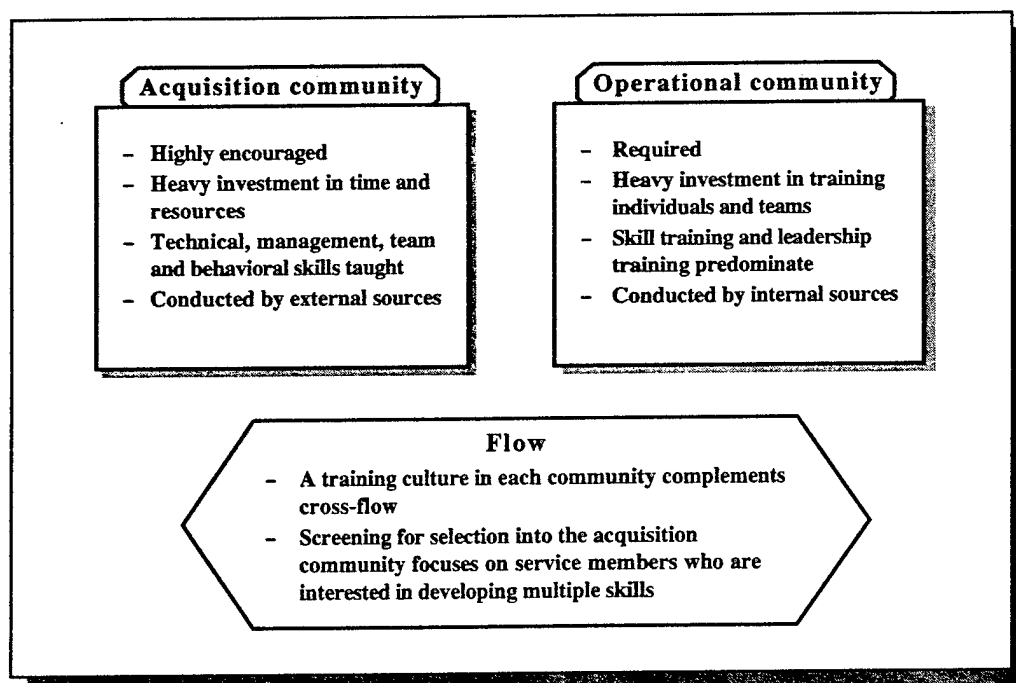 Acquisition community
– Highly encouraged
– Heavy investment in time and
resources
– Technical, management, team
and behavioral skills taught
– Conducted by external sources
Operational community
– Required
– Heavy investment in training
individuals and teams
– Skill training and leadership
training predominate
– Conducted by internal sources
Flow
– A training culture in each community complements
cross-flow
– Screening for selection into the acquisition
community focuses on service members who are
interested in developing multiple skills